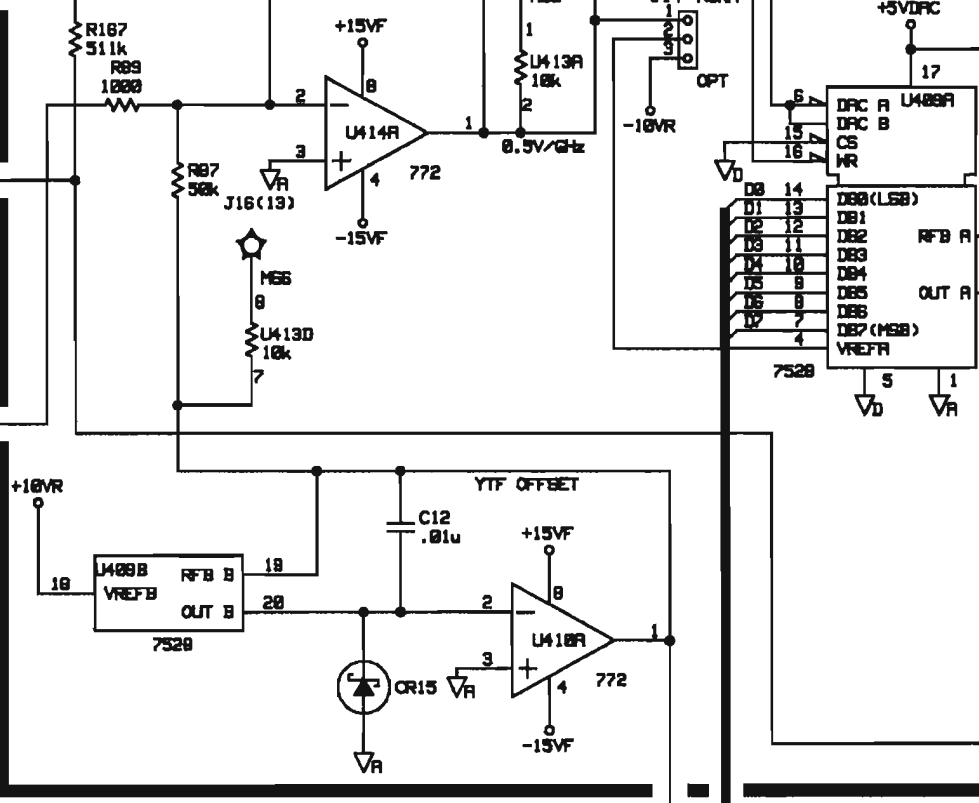 +5VDAC
R167
511k
+15VF
1
1
2
3
R89
1000
8
U413A
10k
17
OPT
2
U414A
1
2
6
DAC A
U409A
DAC B
-10VR
15
CS
0.5V/GHz
16
WR
3
R87
50k
4
772
D
A
J16(13)
-15VF
D0 14 DB0(LSB)
D1 13 DB1
D2 12 DB2
RFB A
D3 11 DB3
D4 10 DB4
M66
D5 9 DB5
OUT A
8
D6 8 DB6
U413D
10k
D7 7 DB7(MSB)
4 VREFA
7
7528
5
1
D
A
+10VR
YTF OFFSET
C12
.01u
+15VF
U409B
RFB B
19
18
VREFB
8
OUT B
20
2
7528
U410A
1
3
CR15
A
4
772
-15VF
A